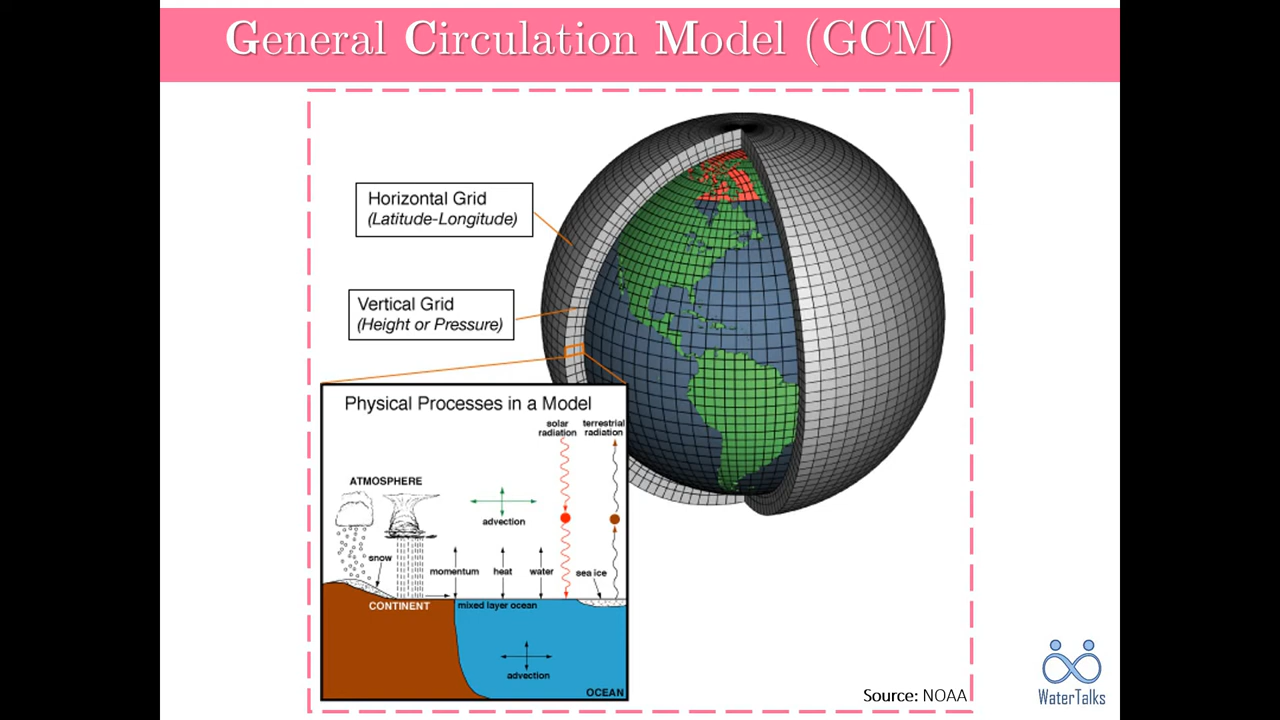 General Circulation Model (GCM)
Horizontal Grid
(Latitude-Longitude)
Vertical Grid
(Height or Pressure)
Physical Processes in a Model
solar
radiation
terrestrial
radiation
ATMOSPHERE
advection
snow
momentum
heat
water
sea ice
CONTINENT
mixed layer ocean
advection
OCEAN
Source: NOAA
WaterTalks